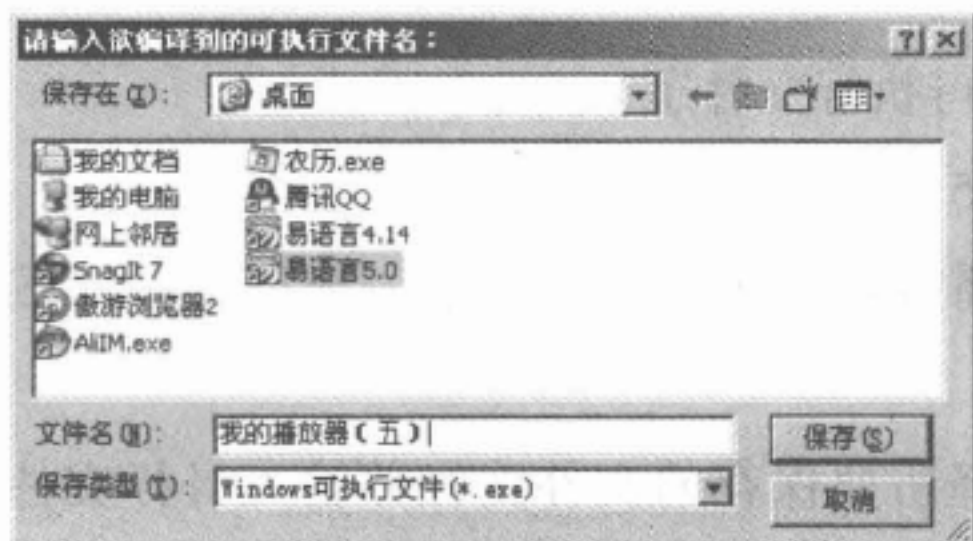 请输入欲编译到的可执行文件名:
保存在(I): 桌面
我的文档 农历.exe
我的电脑 腾讯QQ
网上邻居 易语言4.14
SnagIt 7 易语言5.0
傲游浏览器2
AliIM.exe
文件名(N): 我的播放器(五) 保存(S)
保存类型(T): Windows可执行文件(*.exe) 取消